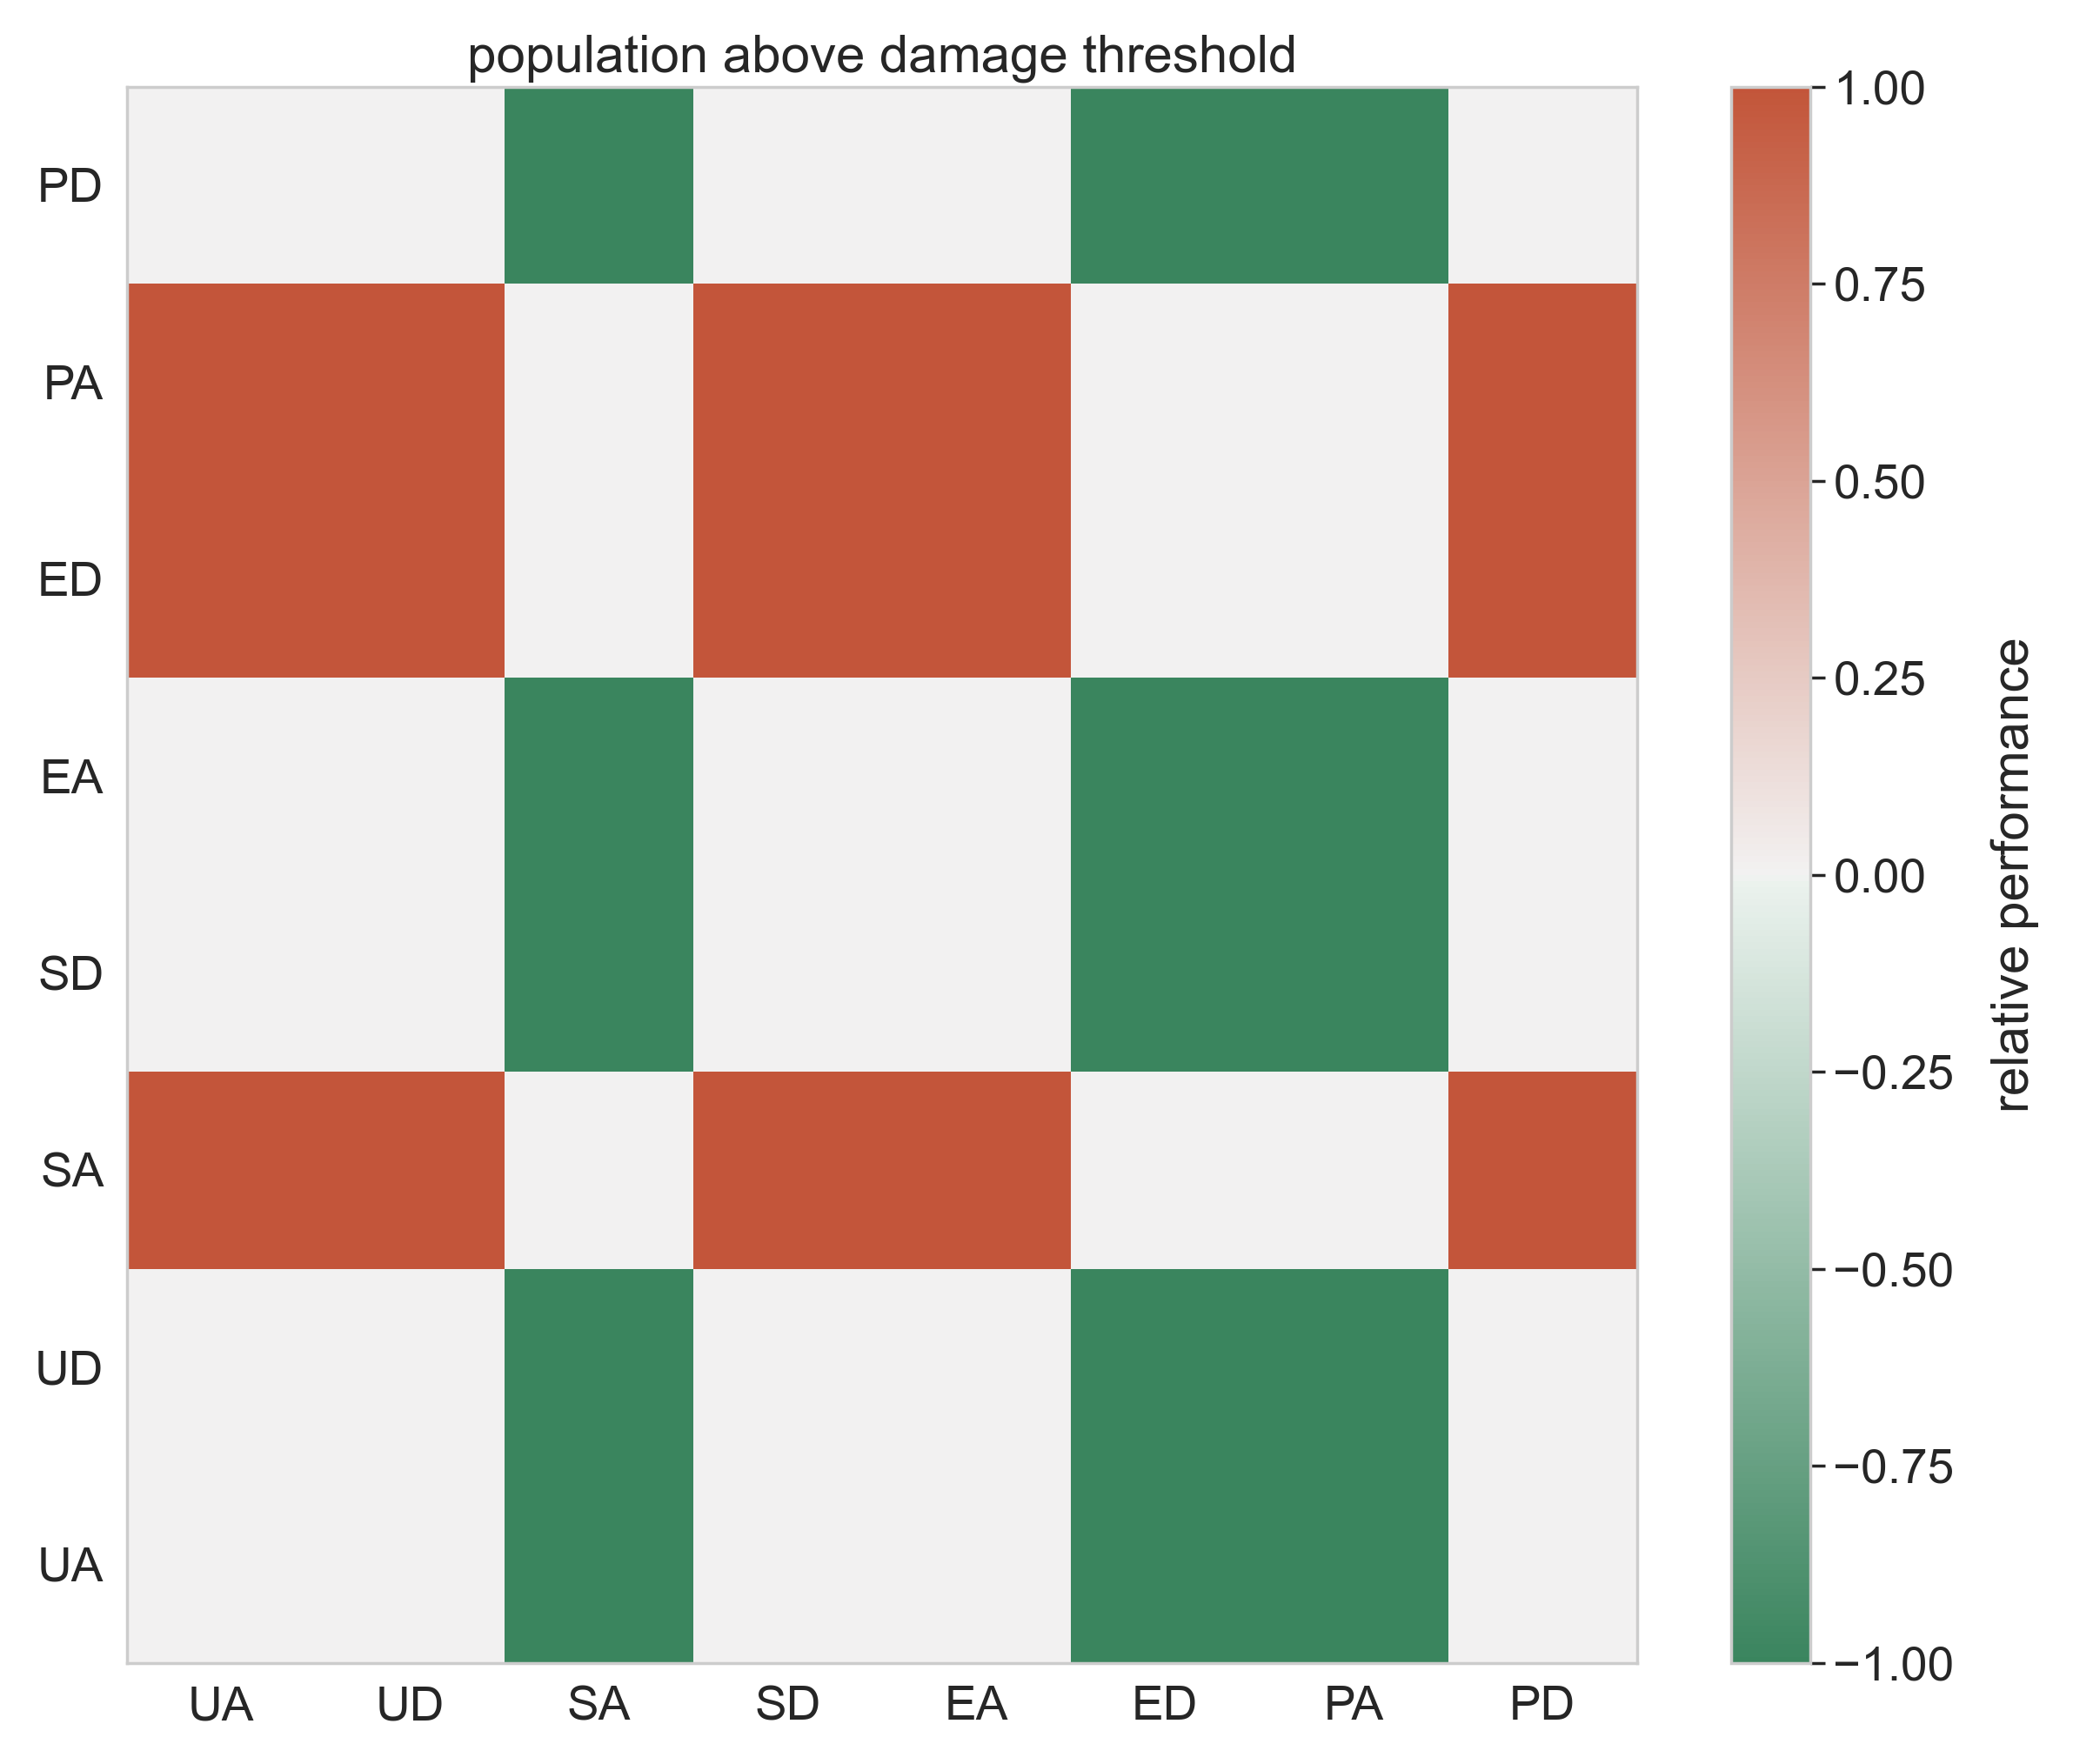 population above damage threshold
PD
PA
ED
EA
SD
SA
UD
UA
UA UD SA SD EA ED PA PD
1.00
0.75
0.50
0.25
0.00
−0.25
−0.50
−0.75
−1.00
relative performance